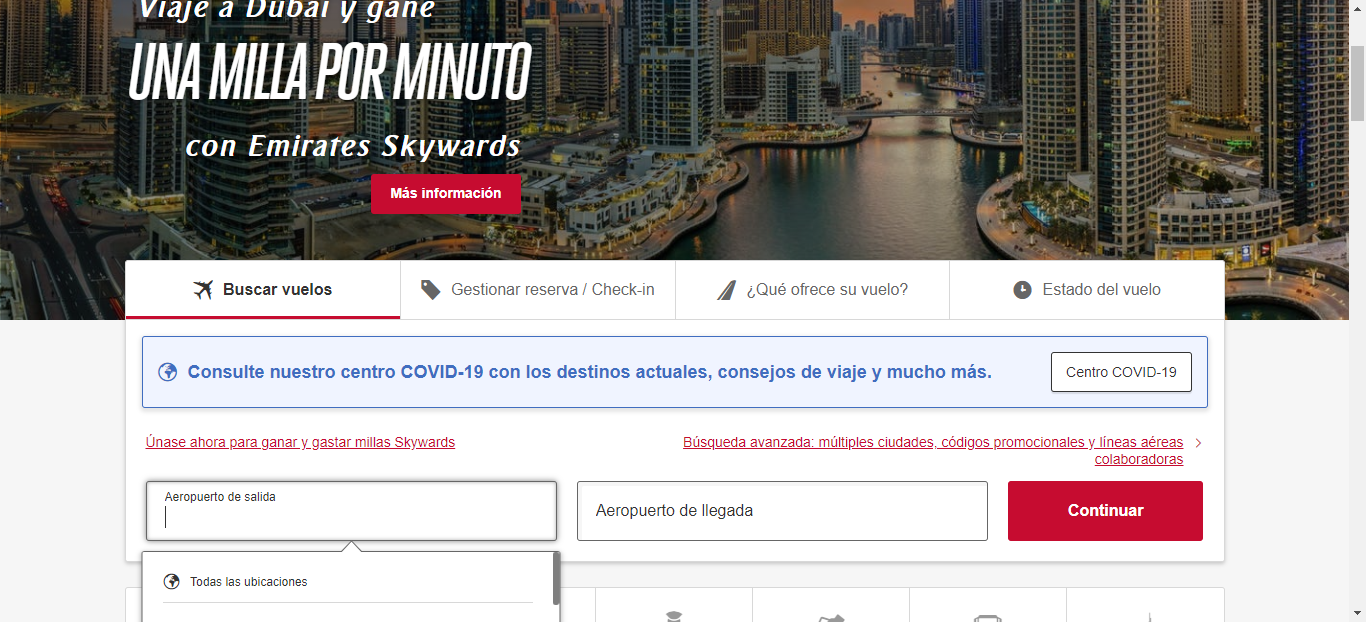 Viaje a Dubái y gane
UNA MILLA POR MINUTO
con Emirates Skywards
Más información
Buscar vuelos
Gestionar reserva / Check-in
¿Qué ofrece su vuelo?
Estado del vuelo
Consulte nuestro centro COVID-19 con los destinos actuales, consejos de viaje y mucho más.
Centro COVID-19
Únase ahora para ganar y gastar millas Skywards
Búsqueda avanzada: múltiples ciudades, códigos promocionales y líneas aéreas
colaboradoras
Aeropuerto de salida
Aeropuerto de llegada
Continuar
Todas las ubicaciones